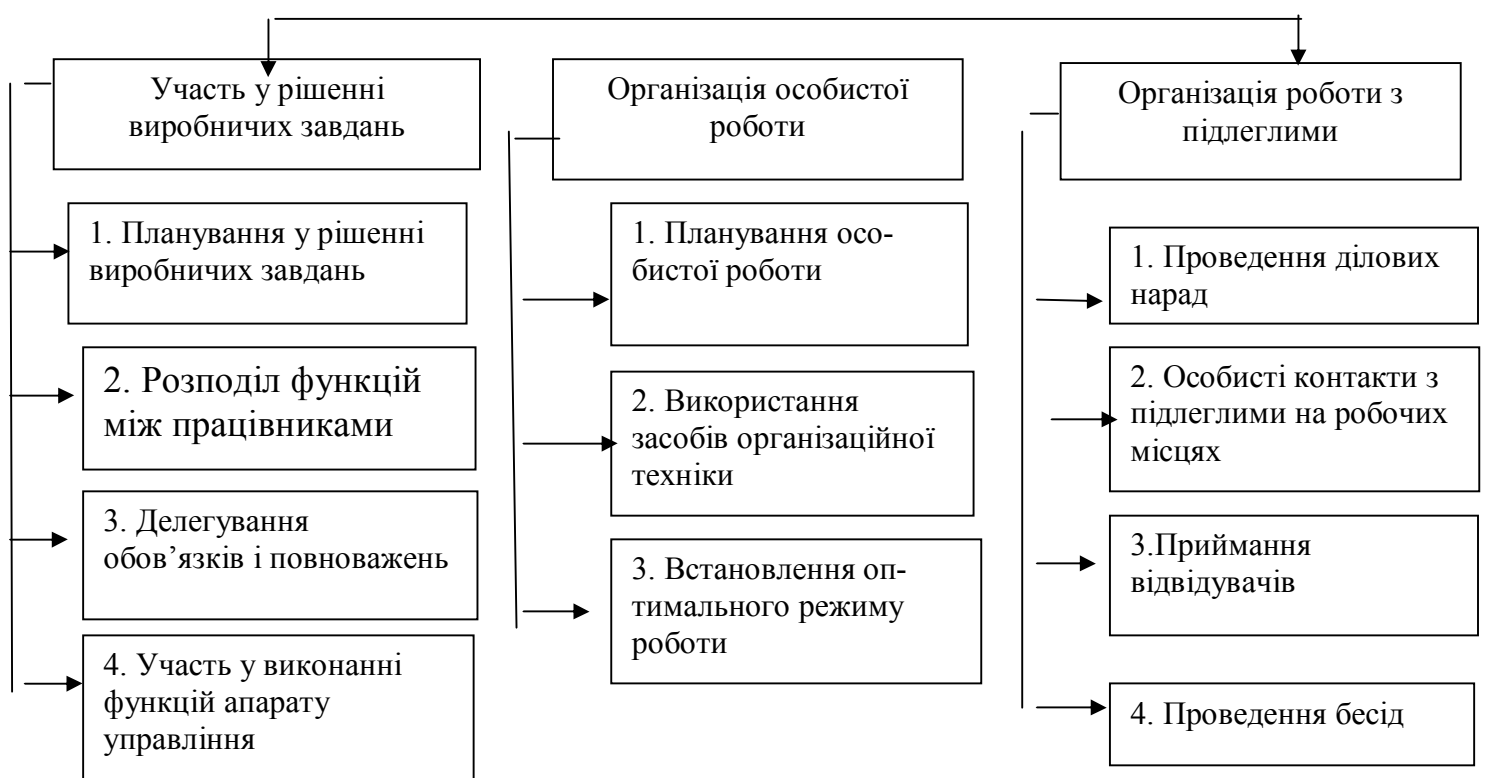 Участь у рішенні
виробничих завдань
1. Планування у рішенні
виробничих завдань
2. Розподіл функцій
між працівниками
3. Делегування
обов’язків і повноважень
4. Участь у виконанні
функцій апарату
управління
Організація особистої
роботи
1. Планування осо-
бистої роботи
2. Використання
засобів організаційної
техніки
3. Встановлення оп-
тимального режиму
роботи
Організація роботи з
підлеглими
1. Проведення ділових
нарад
2. Особисті контакти з
підлеглими на робочих
місцях
3.Приймання
відвідувачів
4. Проведення бесід